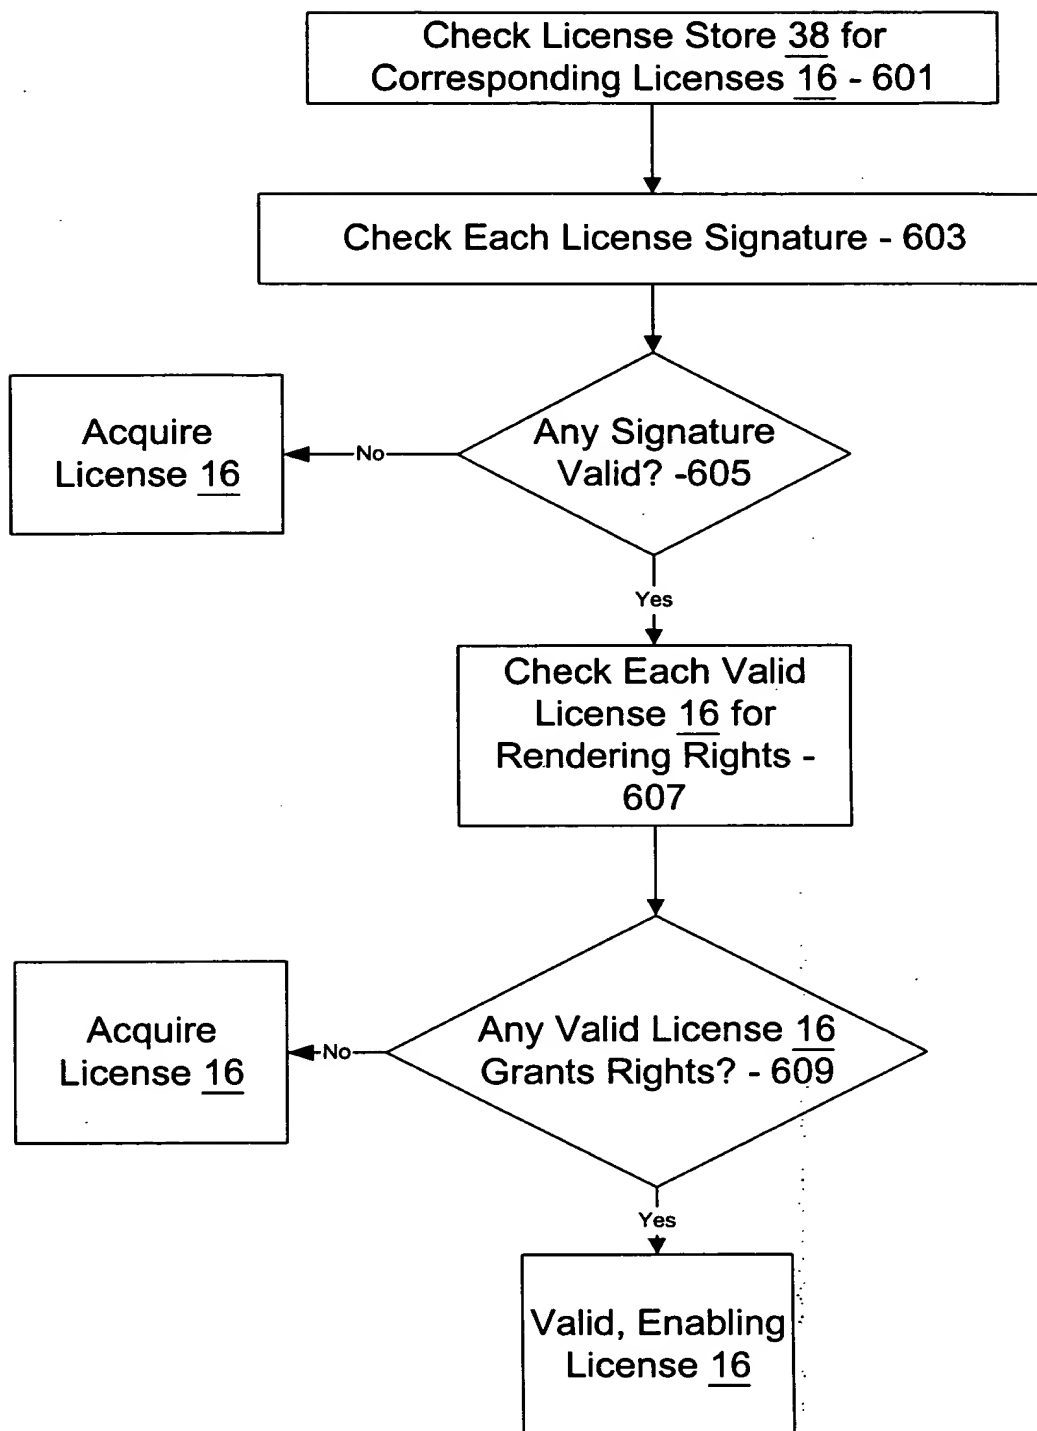 Check License Store 38 for
Corresponding Licenses 16 - 601
Check Each License Signature - 603
Any Signature
Valid? -605
No
Acquire
License 16
Yes
Check Each Valid
License 16 for
Rendering Rights -
607
Any Valid License 16
Grants Rights? - 609
No
Acquire
License 16
Yes
Valid, Enabling
License 16